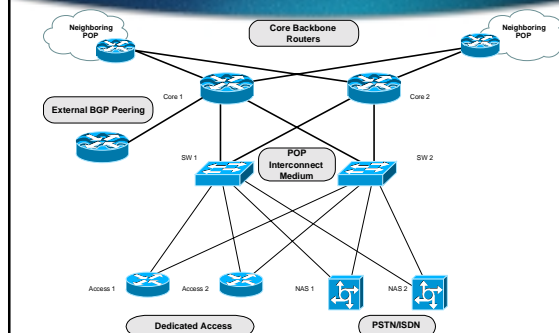 Neighboring
POP
Core Backbone
Routers
Neighboring
POP
Core 1
Core 2
External BGP Peering
SW 1
POP
Interconnect
Medium
SW 2
Access 1
Access 2
NAS 1
NAS 2
Dedicated Access
PSTN/ISDN